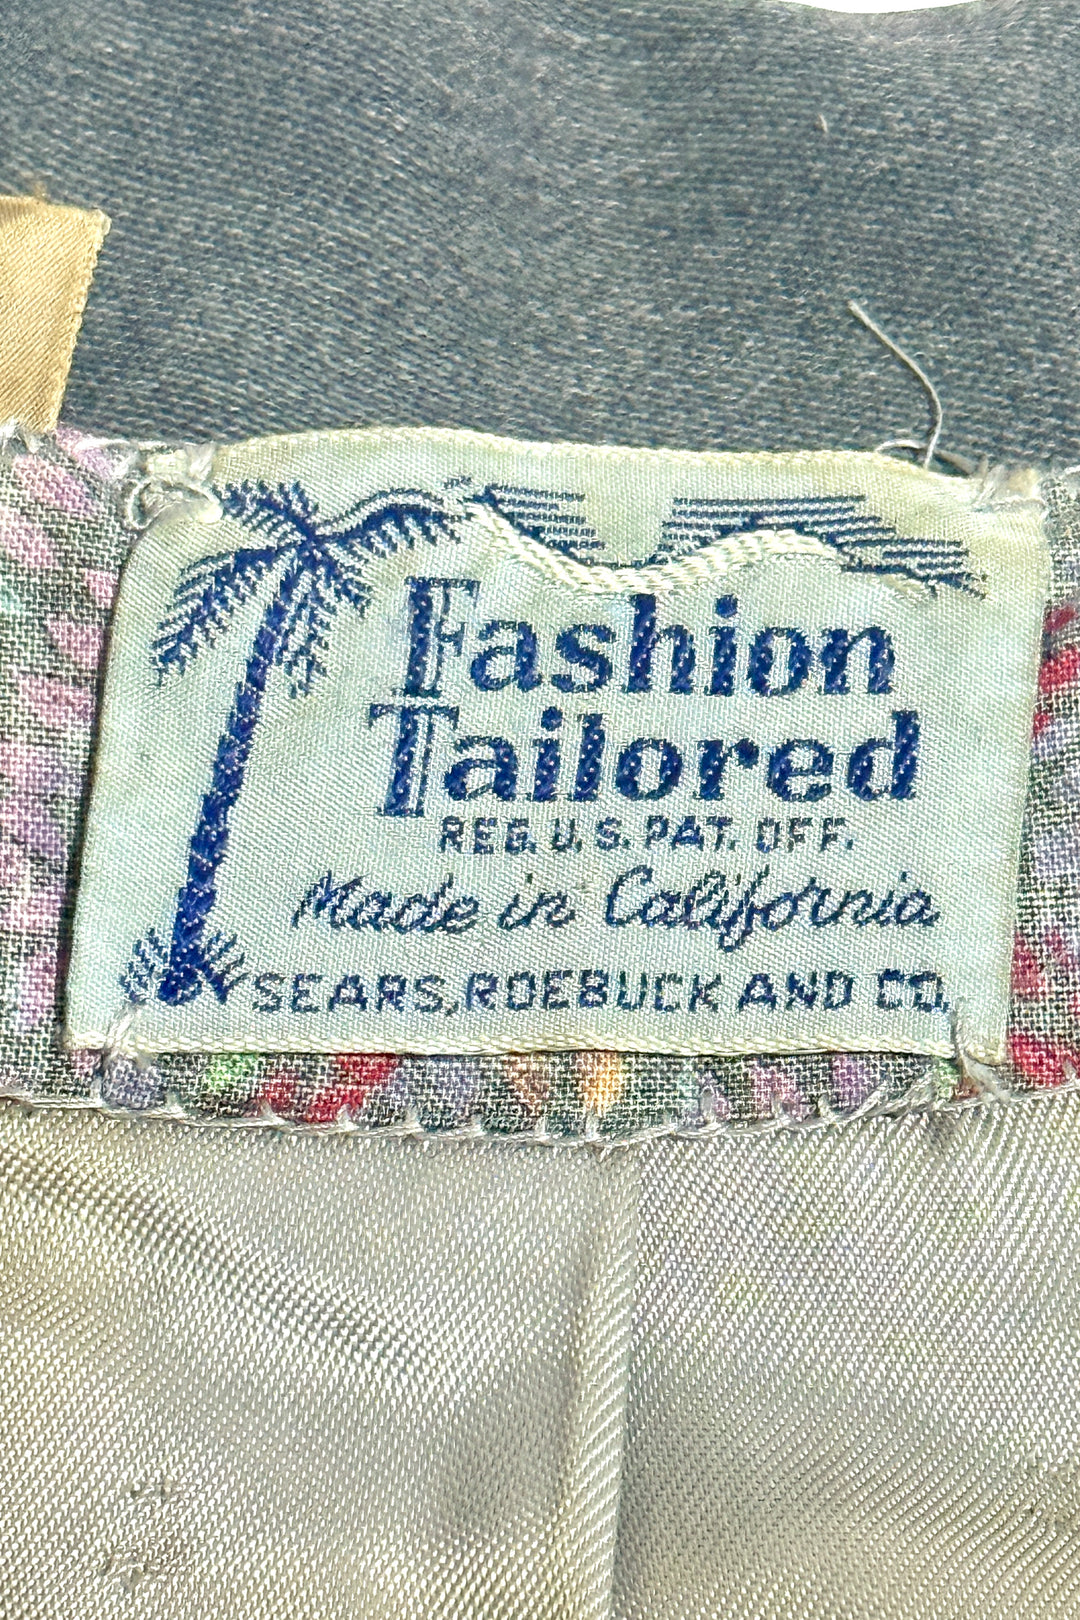 Fashion
Tailored
REG. U. S. PAT. OFF.
Made in California
SEARS, ROEBUCK AND CO.